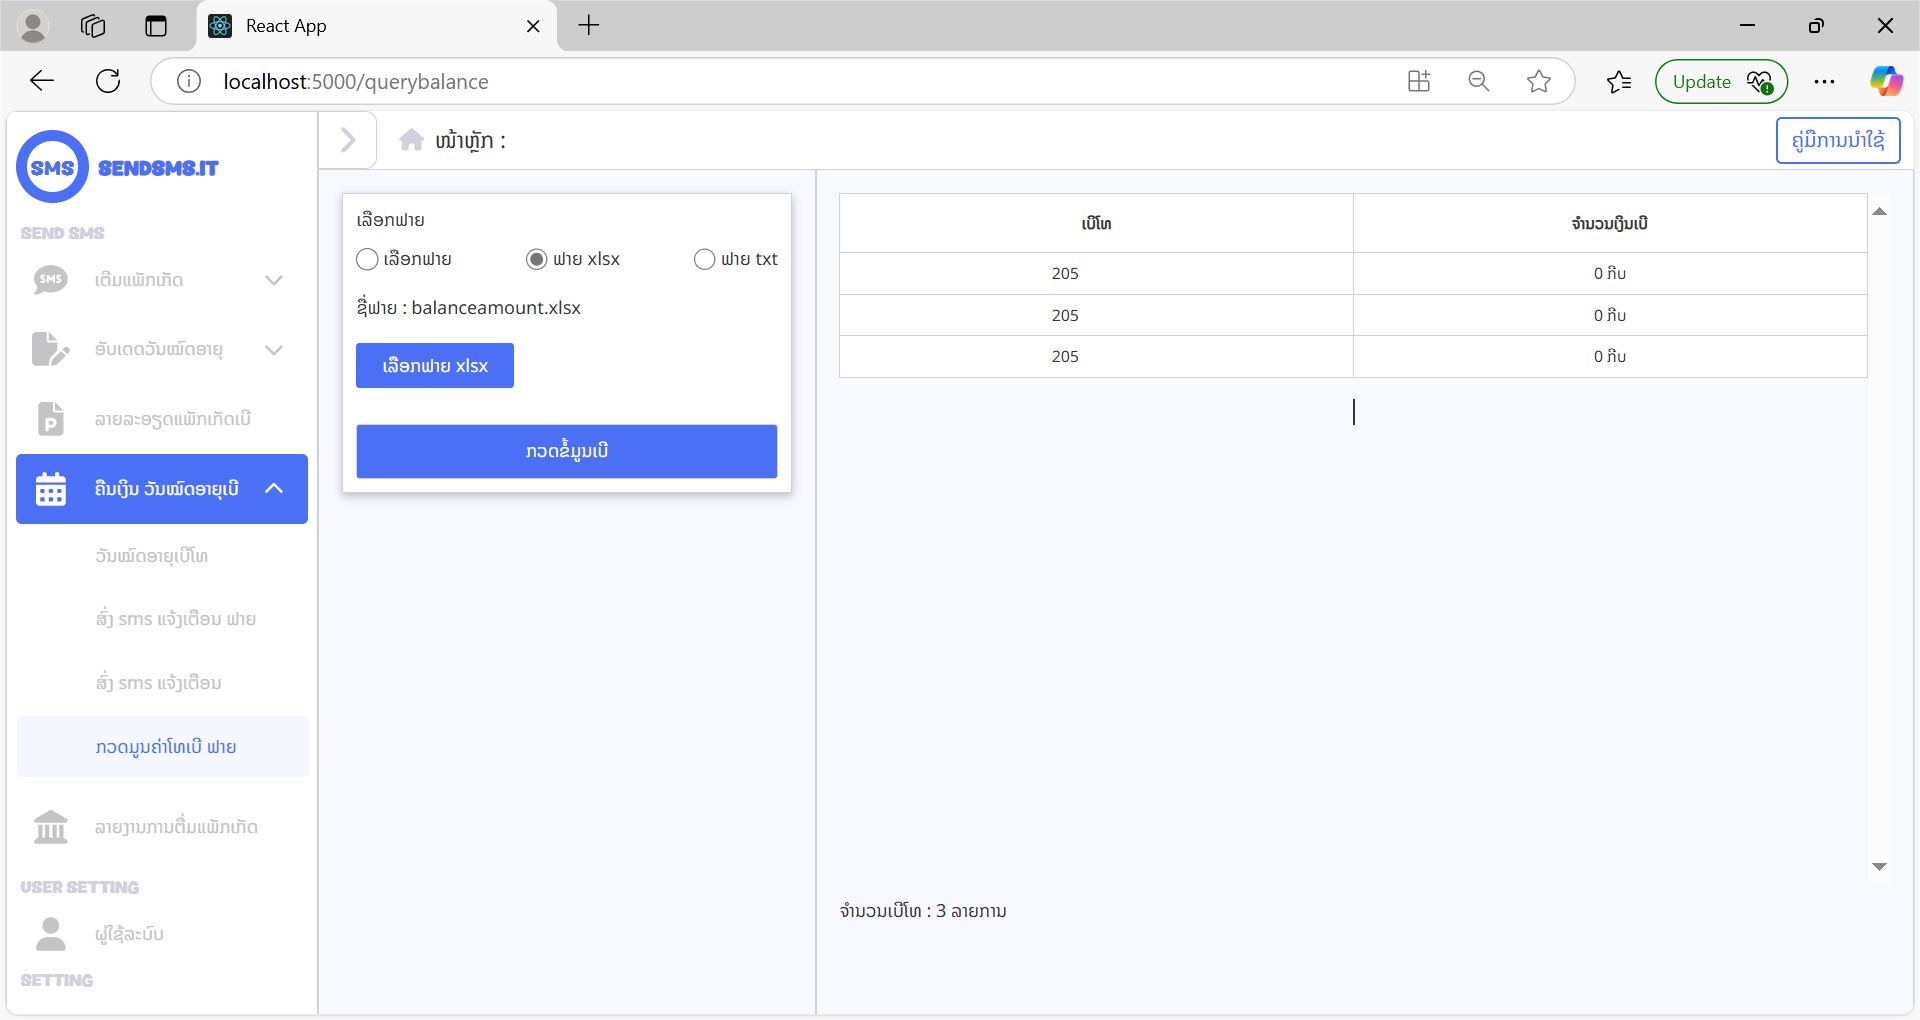 React App
localhost:5000/querybalance
Update
SMS
SENDSMS.IT
SEND SMS
SMS
ເຕີມແພັກເກັດ
ອັບເດດວັນໝົດອາຍຸ
P
ລາຍລະອຽດແພັກເກັດເບີ
ຄືນເງິນ ວັນໝົດອາຍຸເບີ
ວັນໝົດອາຍຸເບີໂທ
ສົ່ງ sms ແຈ້ງເຕືອນ ຟາຍ
ສົ່ງ sms ແຈ້ງເຕືອນ
ກວດມູນຄ່າໂທເບີ ຟາຍ
ລາຍງານການຕື່ມແພັກເກັດ
USER SETTING
ຜູ້ໃຊ້ລະບົບ
SETTING
ໜ້າຫຼັກ :
ຄູ່ມືການນຳໃຊ້
ເລືອກຟາຍ
ເລືອກຟາຍ ຟາຍ xlsx ຟາຍ txt
ຊື່ຟາຍ : balanceamount.xlsx
ເລືອກຟາຍ xlsx
ກວດຂໍ້ມູນເບີ
ເບີໂທ ຈຳນວນເງິນເບີ
205 0 ກີບ
205 0 ກີບ
205 0 ກີບ
ຈຳນວນເບີໂທ : 3 ລາຍການ